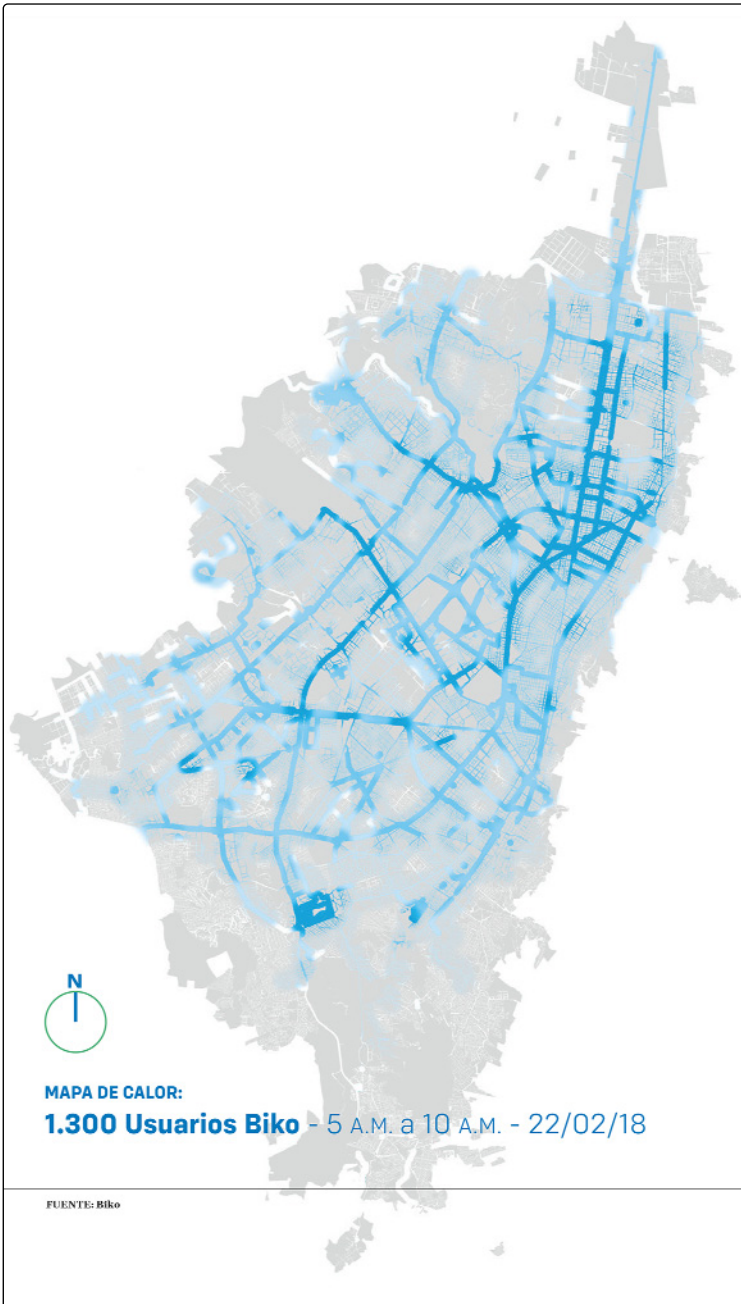 N
MAPA DE CALOR:
1.300 Usuarios Biko - 5 A.M. a 10 A.M. - 22/02/18
FUENTE: Biko